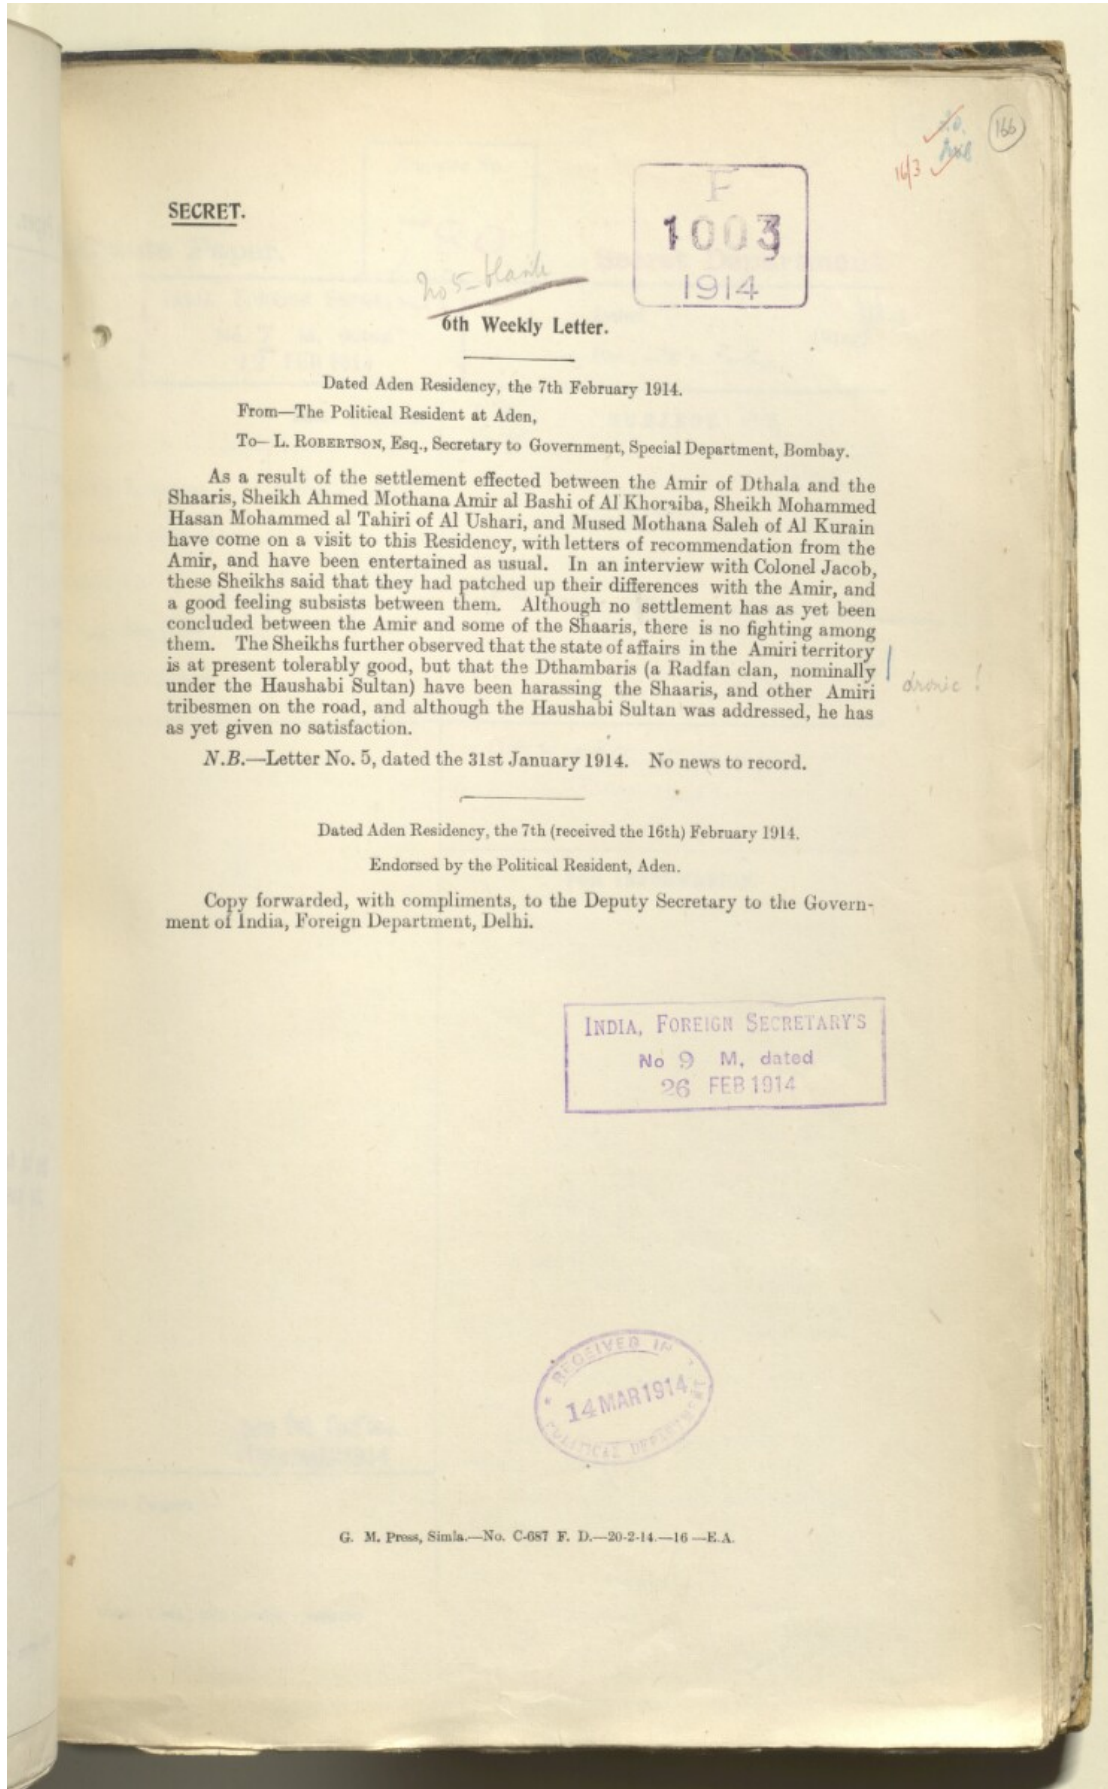 166
16/3
SECRET.
F
1003
1914
No 5 - blank
6th Weekly Letter.
Dated Aden Residency, the 7th February 1914.
From—The Political Resident at Aden,
To— L. ROBERTSON, Esq., Secretary to Government, Special Department, Bombay.
As a result of the settlement effected between the Amir of Dthala and the
Shaaris, Sheikh Ahmed Mothana Amir al Bashi of Al Khoraiba, Sheikh Mohammed
Hasan Mohammed al Tahiri of Al Ushari, and Mused Mothana Saleh of Al Kurain
have come on a visit to this Residency, with letters of recommendation from the
Amir, and have been entertained as usual. In an interview with Colonel Jacob,
these Sheikhs said that they had patched up their differences with the Amir, and
a good feeling subsists between them. Although no settlement has as yet been
concluded between the Amir and some of the Shaaris, there is no fighting among
them. The Sheikhs further observed that the state of affairs in the Amiri territory
is at present tolerably good, but that the Dthambaris (a Radfan clan, nominally
under the Haushabi Sultan) have been harassing the Shaaris, and other Amiri
tribesmen on the road, and although the Haushabi Sultan was addressed, he has
as yet given no satisfaction.
N.B.—Letter No. 5, dated the 31st January 1914. No news to record.
Dated Aden Residency, the 7th (received the 16th) February 1914.
Endorsed by the Political Resident, Aden.
Copy forwarded, with compliments, to the Deputy Secretary to the Govern-
ment of India, Foreign Department, Delhi.
INDIA, FOREIGN SECRETARY'S
No 9 M, dated
26 FEB 1914
RECEIVED IN
14 MAR 1914
POLITICAL DEPARTMENT
G. M. Press, Simla.—No. C-687 F. D.—20-2-14.—16—E.A.